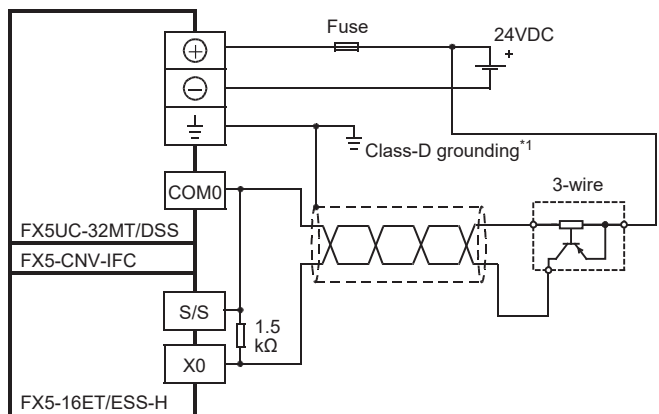 Fuse
24VDC
+
Class-D grounding*1
COM0
3-wire
FX5UC-32MT/DSS
FX5-CNV-IFC
S/S
1.5
kΩ
X0
FX5-16ET/ESS-H